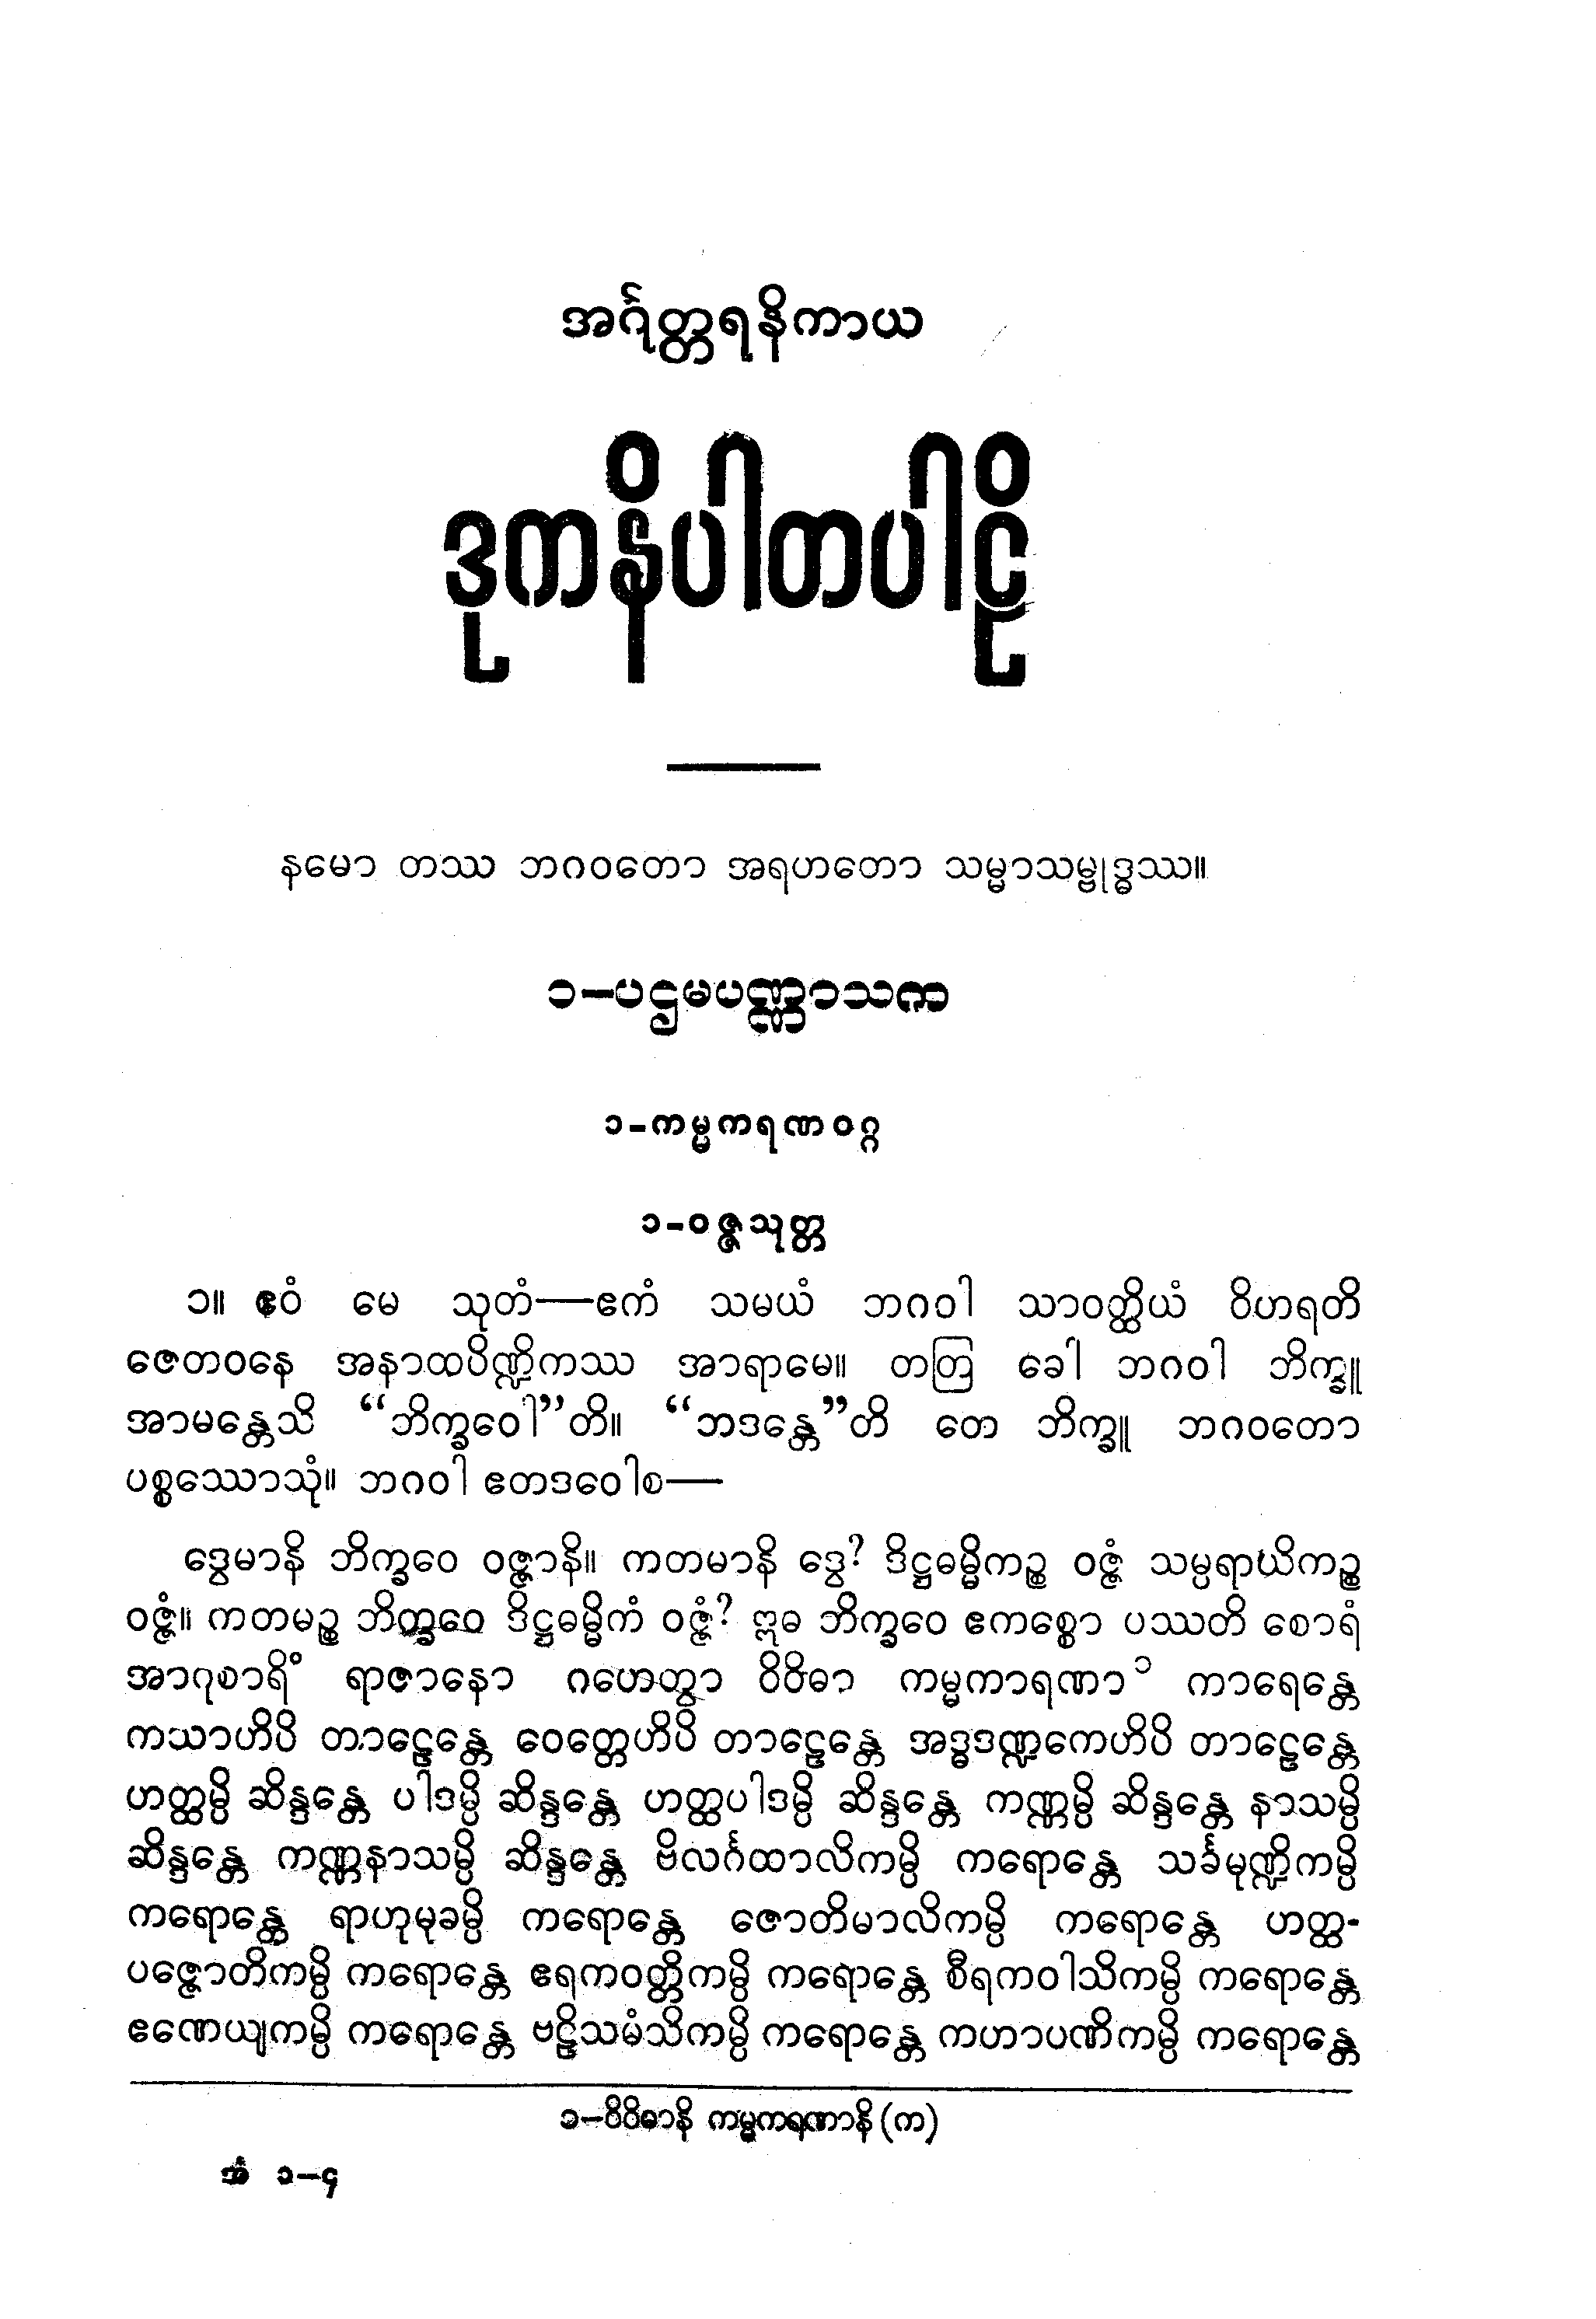 အင်္ဂုတ္တရနိကာယ
ဒုကနိပါတပါဠိ
နမော တဿ ဘဂဝတော အရဟတော သမ္မာသမ္ဗုဒ္ဓဿ။
၁–ပဌမပဏ္ဏာသက
၁-ကမ္မကရဏဝဂ္ဂ
၁-ဝဇ္ဇသုတ္တ
၁။ ဧဝံ မေ သုတံ—ဧကံ သမယံ ဘဂဝါ သာဝတ္ထိယံ ဝိဟရတိ
ဇေတဝနေ အနာထပိဏ္ဍိကဿ အာရာမေ။ တတြ ခေါ ဘဂဝါ ဘိက္ခူ
အာမန္တေသိ “ဘိက္ခဝေါ”တိ။ “ဘဒန္တေ”တိ တေ ဘိက္ခူ ဘဂဝတော
ပစ္စဿောသုံ။ ဘဂဝါ ဧတဒဝေါစ—
ဒွေမာနိ ဘိက္ခဝေ ဝဇ္ဇာနိ။ ကတမာနိ ဒွေ? ဒိဋ္ဌဓမ္မိကဉ္စ ဝဇ္ဇံ သမ္ပရာယိကဉ္စ
ဝဇ္ဇံ။ ကတမဉ္စ ဘိက္ခဝေ ဒိဋ္ဌဓမ္မိကံ ဝဇ္ဇံ? ဣဓ ဘိက္ခဝေ ဧကစ္စော ပဿတိ စောရံ
အာဂုစာရိံ ရာဇာနော ဂဟေတွာ ဝိဝိဓာ ကမ္မကာရဏာ ၁ ကာရေန္တေ
ကသာဟိပိ တာဠေန္တေ ဝေတ္တေဟိပိ တာဠေန္တေ အဒ္ဓဒဏ္ဍကေဟိပိ တာဠေန္တေ
ဟတ္ထမ္ပိ ဆိန္ဒန္တေ ပါဒမ္ပိ ဆိန္ဒန္တေ ဟတ္ထပါဒမ္ပိ ဆိန္ဒန္တေ ကဏ္ဏမ္ပိ ဆိန္ဒန္တေ နာသမ္ပိ
ဆိန္ဒန္တေ ကဏ္ဏနာသမ္ပိ ဆိန္ဒန္တေ ဗိလင်္ဂထာလိကမ္ပိ ကရောန္တေ သင်္ခမုဏ္ဍိကမ္ပိ
ကရောန္တေ ရာဟုမုခမ္ပိ ကရောန္တေ ဇောတိမာလိကမ္ပိ ကရောန္တေ ဟတ္ထ-
ပဇ္ဇောတိကမ္ပိ ကရောန္တေ ဧရကဝတ္တိကမ္ပိ ကရောန္တေ စီရကဝါသိကမ္ပိ ကရောန္တေ
ဧဏေယျကမ္ပိ ကရောန္တေ ဗဠိသမံသိကမ္ပိ ကရောန္တေ ကဟာပဏိကမ္ပိ ကရောန္တေ
၁–ဝိဝိဓာနိ ကမ္မကရဏာနိ (က)
အံ ၁–၄